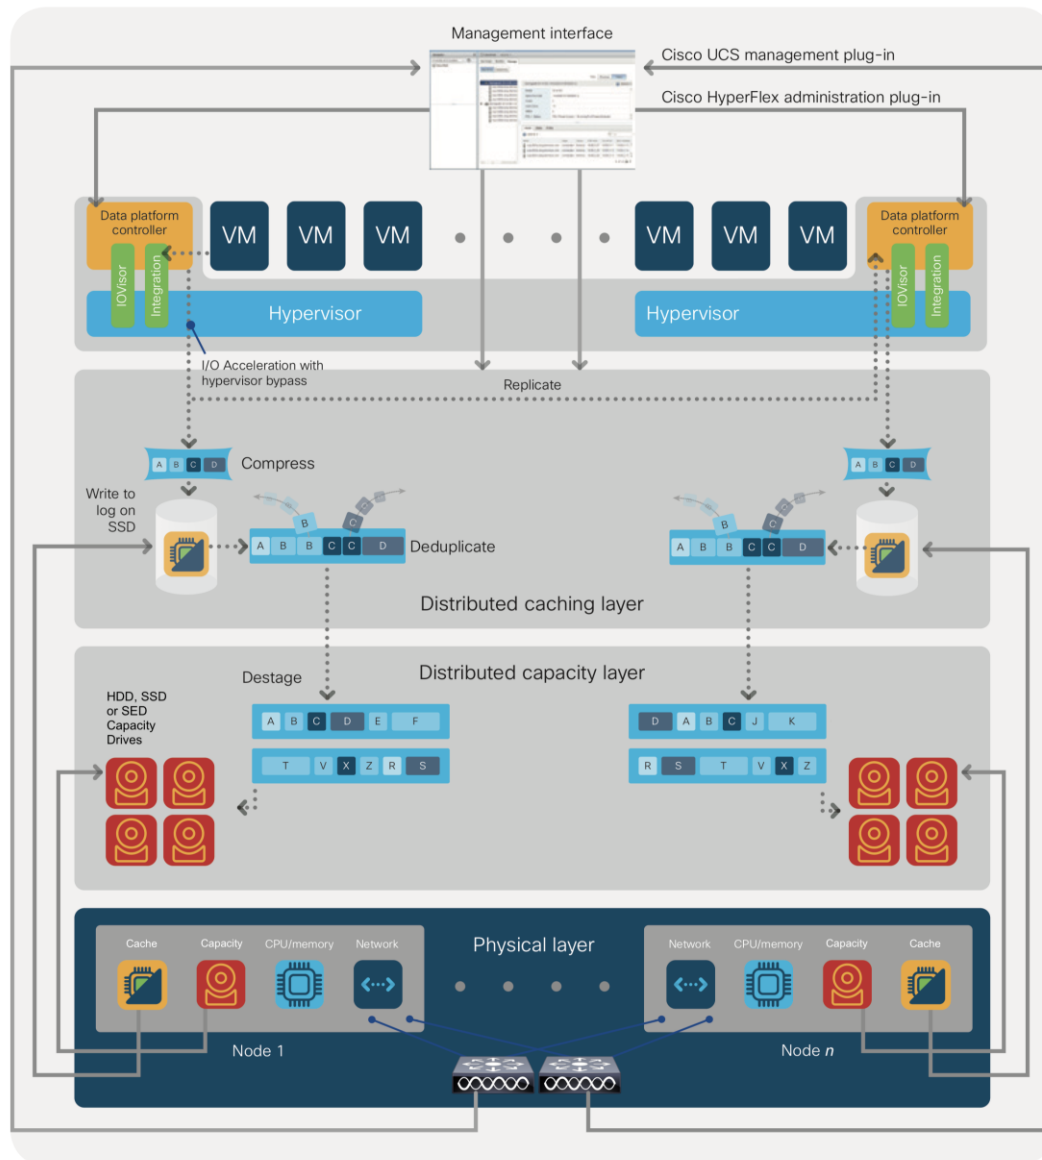 Management interface
Cisco UCS management plug-in
Cisco HyperFlex administration plug-in
Data platform
controller
VM
VM
VM
VM
VM
VM
Data platform
controller
IOVisor
Integration
Hypervisor
Hypervisor
IOVisor
Integration
I/O Acceleration with
hypervisor bypass
Replicate
A B C D
Compress
A B C D
Write to
log on
SSD
B
C
B
C
A B B C C D
Deduplicate
A B B C C D
Distributed caching layer
Destage
Distributed capacity layer
HDD, SSD
or SED
Capacity
Drives
A B C D E F
D A B C J K
T V X Z R S
R S T V X Z
Cache
Capacity
CPU/memory
Network
Physical layer
Network
CPU/memory
Capacity
Cache
Node 1
Node n